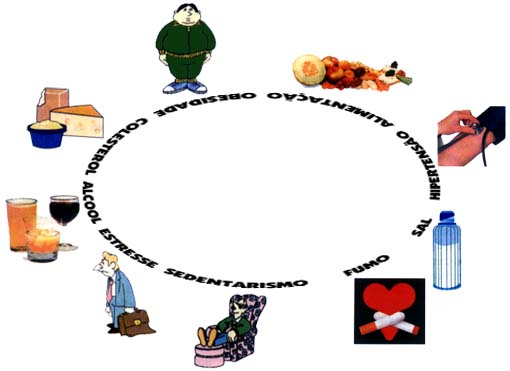 OBESIDADE
ALIMENTAÇÃO
HIPERTENSÃO
SAL
FUMO
SEDENTARISMO
ESTRESSE
ALCOOL
COLESTEROL